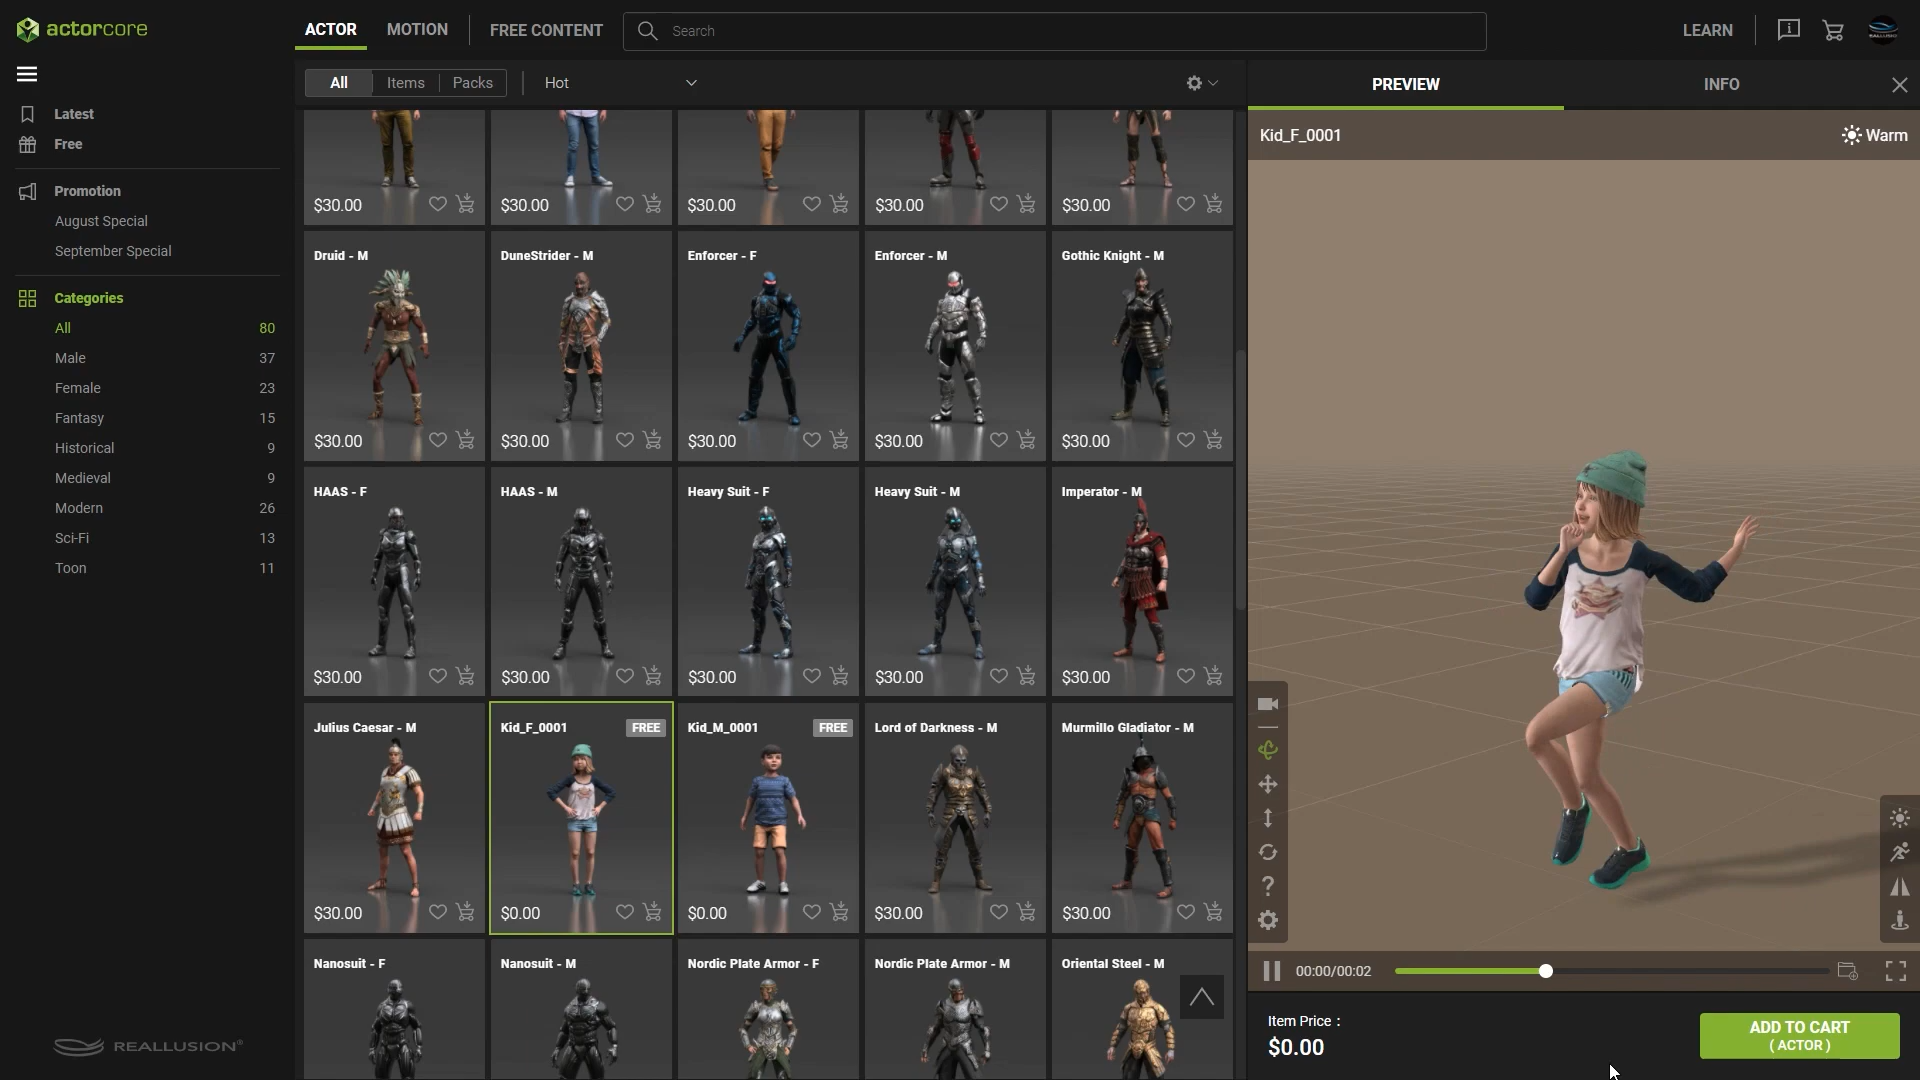 actorcore
ACTOR
MOTION
FREE CONTENT
Search
LEARN
Latest
Free
Promotion
August Special
September Special
Categories
All 80
Male 37
Female 23
Fantasy 15
Historical 9
Medieval 9
Modern 26
Sci-Fi 13
Toon 11
REALLUSION®
All
Items
Packs
Hot
$30.00
$30.00
$30.00
$30.00
$30.00
Druid - M
DuneStrider - M
Enforcer - F
Enforcer - M
Gothic Knight - M
$30.00
$30.00
$30.00
$30.00
$30.00
HAAS - F
HAAS - M
Heavy Suit - F
Heavy Suit - M
Imperator - M
$30.00
$30.00
$30.00
$30.00
$30.00
Julius Caesar - M
Kid_F_0001
FREE
Kid_M_0001
FREE
Lord of Darkness - M
Murmillo Gladiator - M
$30.00
$0.00
$0.00
$30.00
$30.00
Nanosuit - F
Nanosuit - M
Nordic Plate Armor - F
Nordic Plate Armor - M
Oriental Steel - M
PREVIEW
INFO
Kid_F_0001
Warm
00:00/00:02
Item Price :
$0.00
ADD TO CART
( ACTOR )